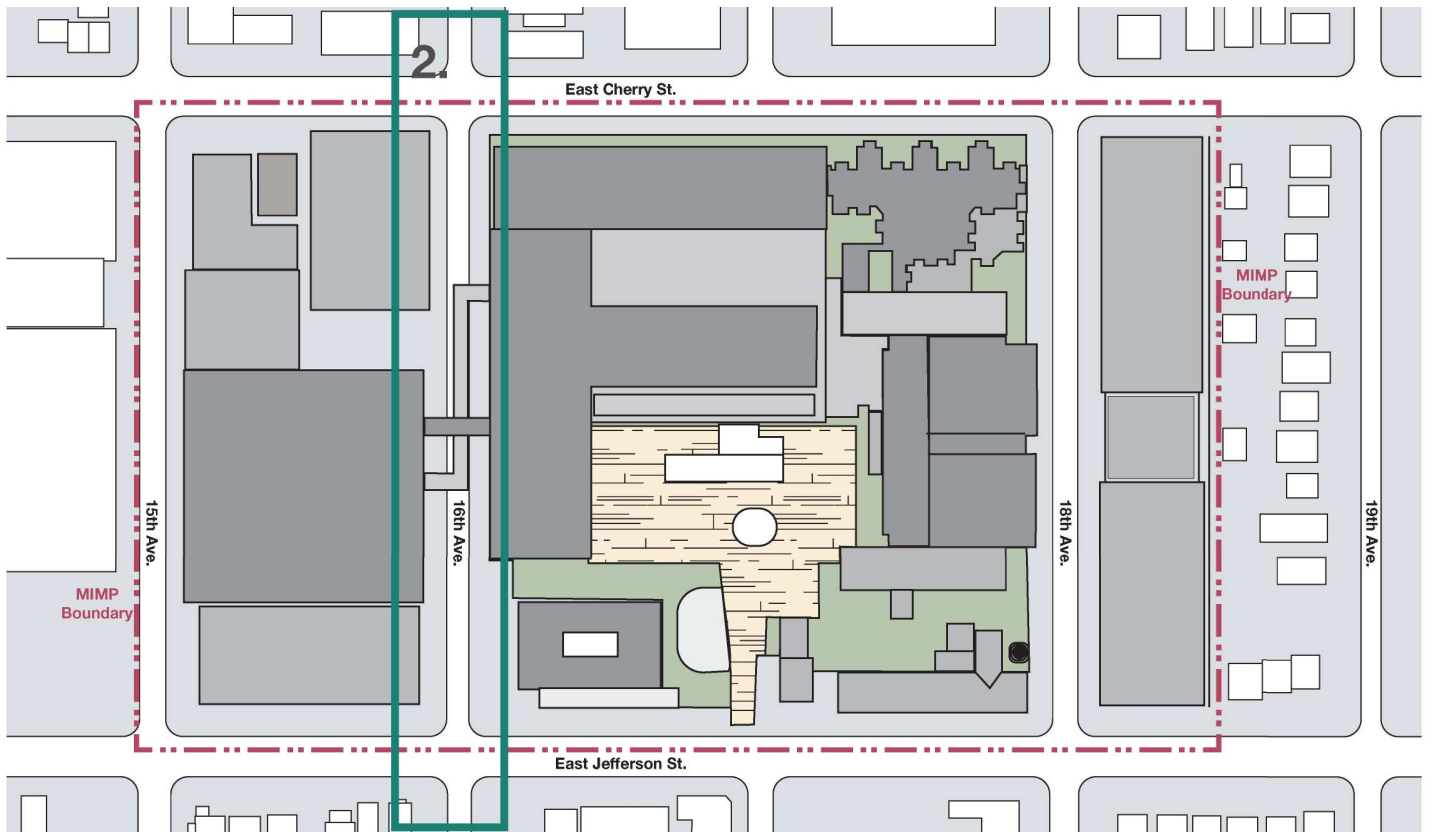 2.
East Cherry St.
MIMP
Boundary
15th Ave.
16th Ave.
18th Ave.
19th Ave.
MIMP
Boundary
East Jefferson St.